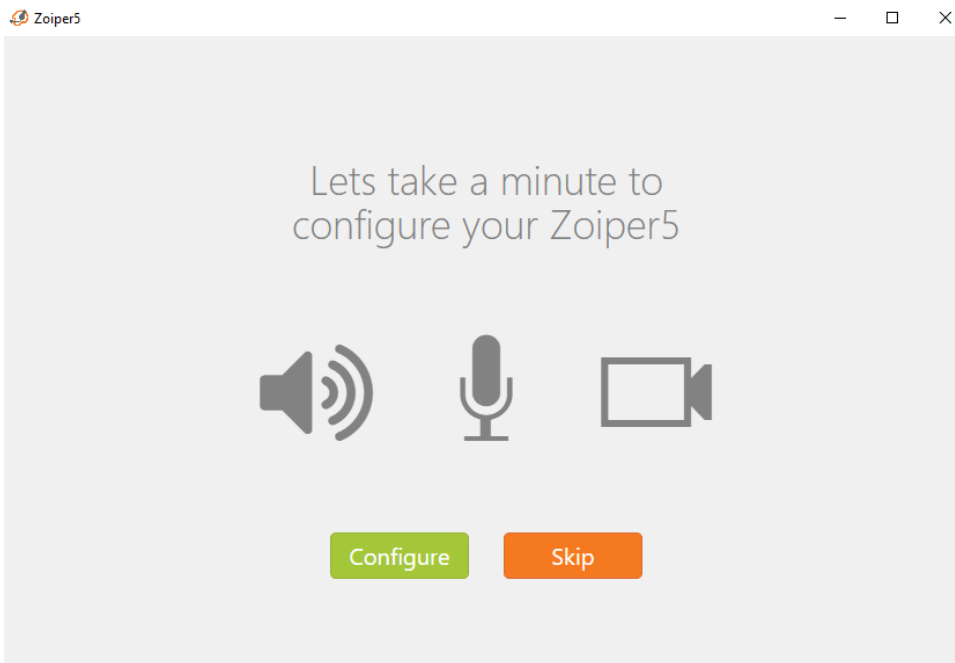 Zoiper5
Lets take a minute to
configure your Zoiper5
Configure
Skip